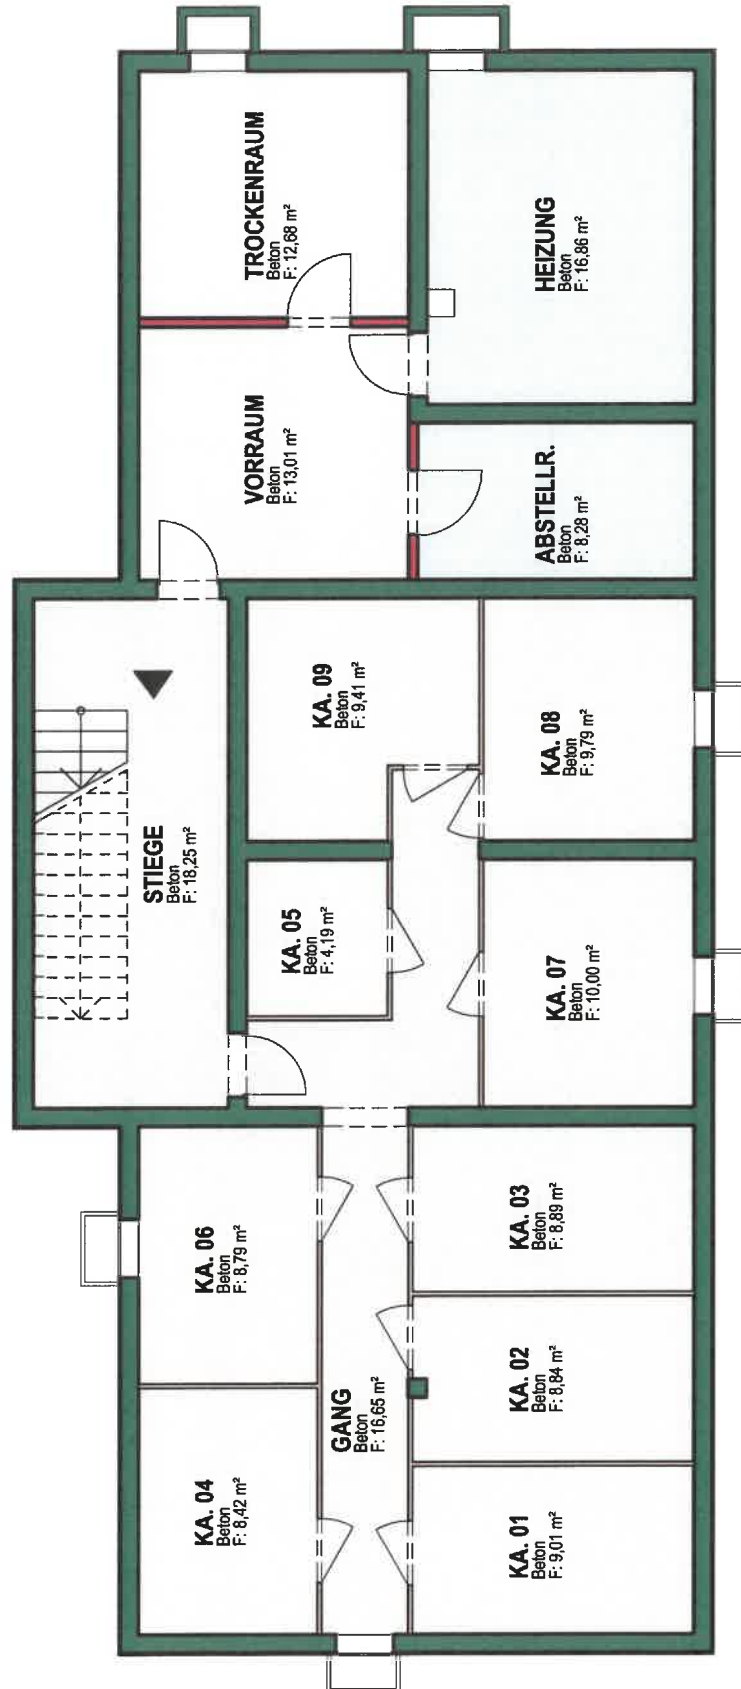 TROCKENRAUM
Beton
F: 12,68 m²
HEIZUNG
Beton
F: 16,86 m²
VORRAUM
Beton
F: 13,01 m²
ABSTELLR.
Beton
F: 8,28 m²
STIEGE
Beton
F: 18,25 m²
KA. 09
Beton
F: 9,41 m²
KA. 08
Beton
F: 9,79 m²
KA. 05
Beton
F: 4,19 m²
KA. 07
Beton
F: 10,00 m²
KA. 06
Beton
F: 8,79 m²
KA. 03
Beton
F: 8,89 m²
GANG
Beton
F: 16,65 m²
KA. 02
Beton
F: 8,84 m²
KA. 04
Beton
F: 8,42 m²
KA. 01
Beton
F: 9,01 m²